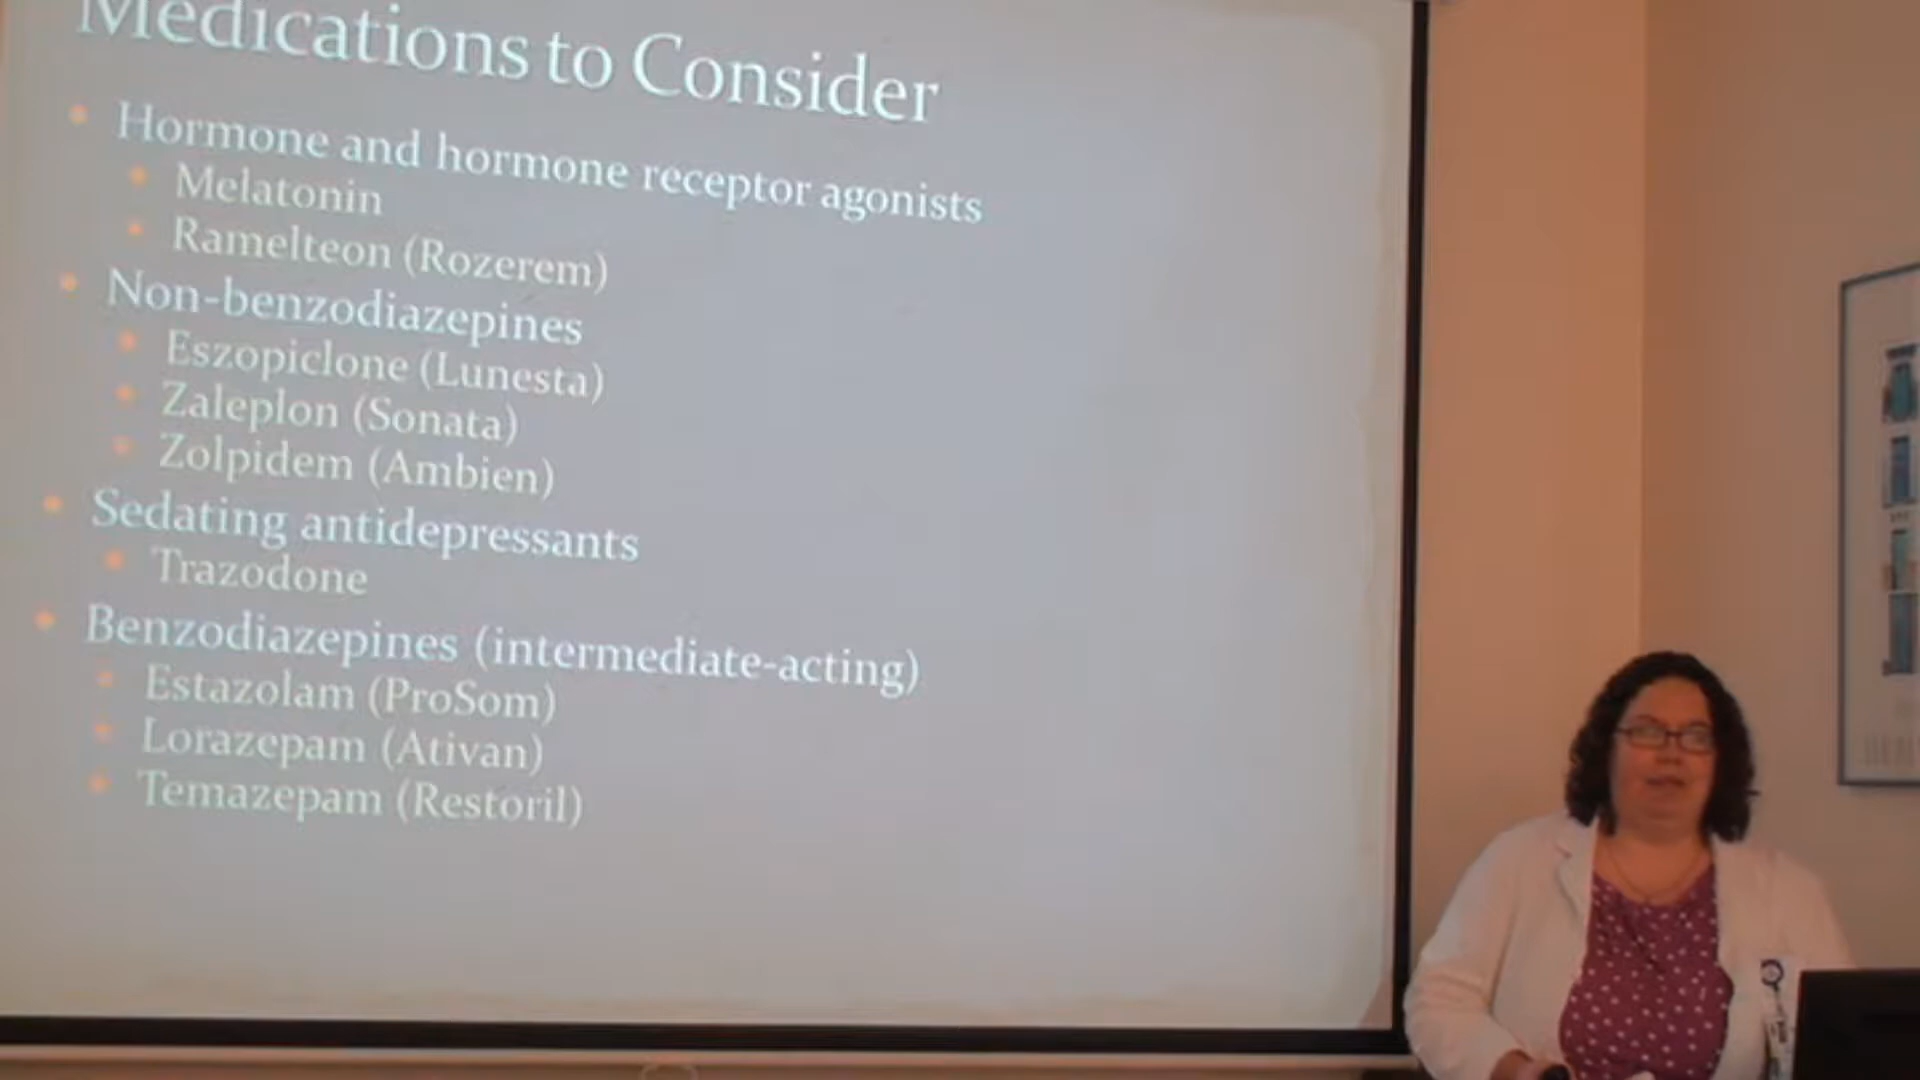 Medications to Consider
Hormone and hormone receptor agonists
Melatonin
Ramelteon (Rozerem)
Non-benzodiazepines
Eszopiclone (Lunesta)
Zaleplon (Sonata)
Zolpidem (Ambien)
Sedating antidepressants
Trazodone
Benzodiazepines (intermediate-acting)
Estazolam (ProSom)
Lorazepam (Ativan)
Temazepam (Restoril)